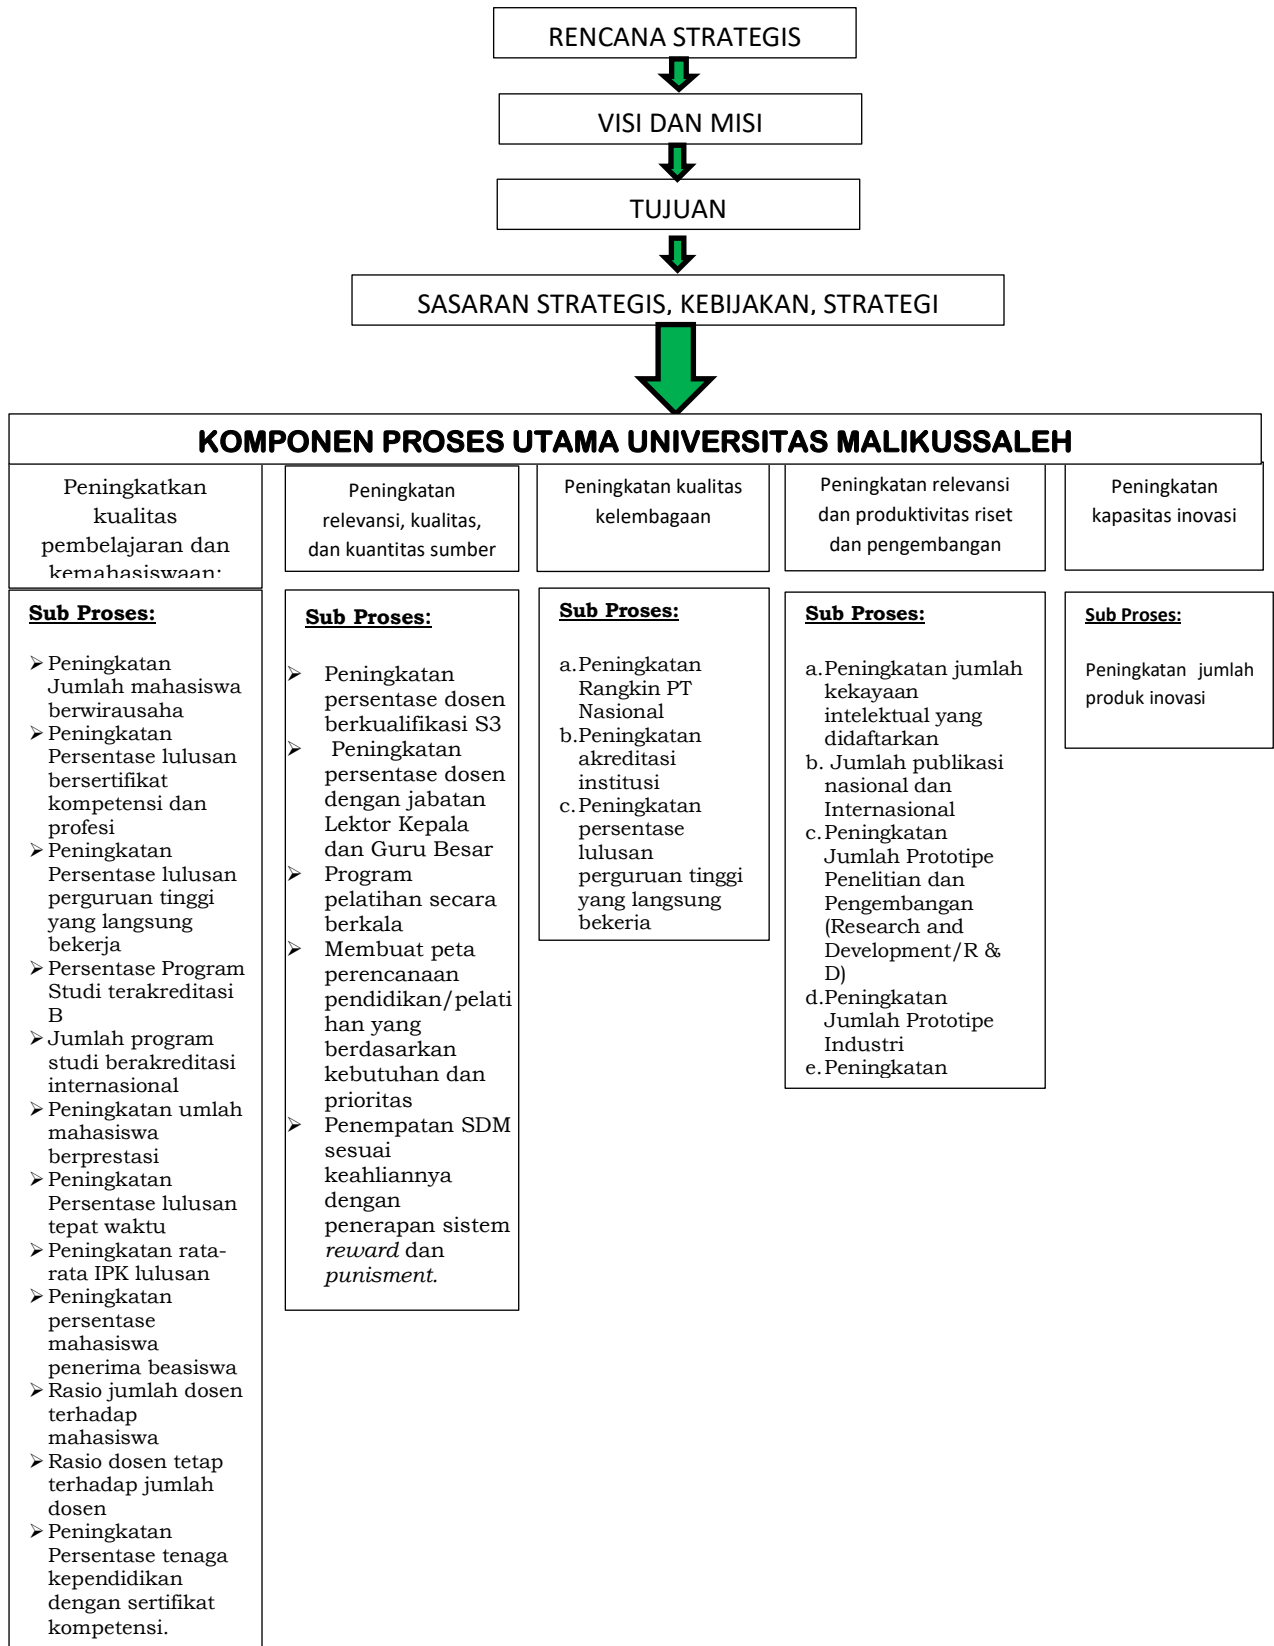 RENCANA STRATEGIS
VISI DAN MISI
TUJUAN
SASARAN STRATEGIS, KEBIJAKAN, STRATEGI
KOMPONEN PROSES UTAMA UNIVERSITAS MALIKUSSALEH
Peningkatkan
kualitas
pembelajaran dan
kemahasiswaan:
Peningkatan
relevansi, kualitas,
dan kuantitas sumber
Peningkatan kualitas
kelembagaan
Peningkatan relevansi
dan produktivitas riset
dan pengembangan
Peningkatan
kapasitas inovasi
Sub Proses:
➢ Peningkatan
Jumlah mahasiswa
berwirausaha
➢ Peningkatan
Persentase lulusan
bersertifikat
kompetensi dan
profesi
➢ Peningkatan
Persentase lulusan
perguruan tinggi
yang langsung
bekerja
➢ Persentase Program
Studi terakreditasi
B
➢ Jumlah program
studi berakreditasi
internasional
➢ Peningkatan umlah
mahasiswa
berprestasi
➢ Peningkatan
Persentase lulusan
tepat waktu
➢ Peningkatan rata-
rata IPK lulusan
➢ Peningkatan
persentase
mahasiswa
penerima beasiswa
➢ Rasio jumlah dosen
terhadap
mahasiswa
➢ Rasio dosen tetap
terhadap jumlah
dosen
➢ Peningkatan
Persentase tenaga
kependidikan
dengan sertifikat
kompetensi.
Sub Proses:
➢ Peningkatan
persentase dosen
berkualifikasi S3
➢ Peningkatan
persentase dosen
dengan jabatan
Lektor Kepala
dan Guru Besar
➢ Program
pelatihan secara
berkala
➢ Membuat peta
perencanaan
pendidikan/pelati
han yang
berdasarkan
kebutuhan dan
prioritas
➢ Penempatan SDM
sesuai
keahliannya
dengan
penerapan sistem
reward dan
punisment.
Sub Proses:
a. Peningkatan
Rangkin PT
Nasional
b. Peningkatan
akreditasi
institusi
c. Peningkatan
persentase
lulusan
perguruan tinggi
yang langsung
bekerja
Sub Proses:
a. Peningkatan jumlah
kekayaan
intelektual yang
didaftarkan
b. Jumlah publikasi
nasional dan
Internasional
c. Peningkatan
Jumlah Prototipe
Penelitian dan
Pengembangan
(Research and
Development/R &
D)
d. Peningkatan
Jumlah Prototipe
Industri
e. Peningkatan
Sub Proses:
Peningkatan jumlah
produk inovasi